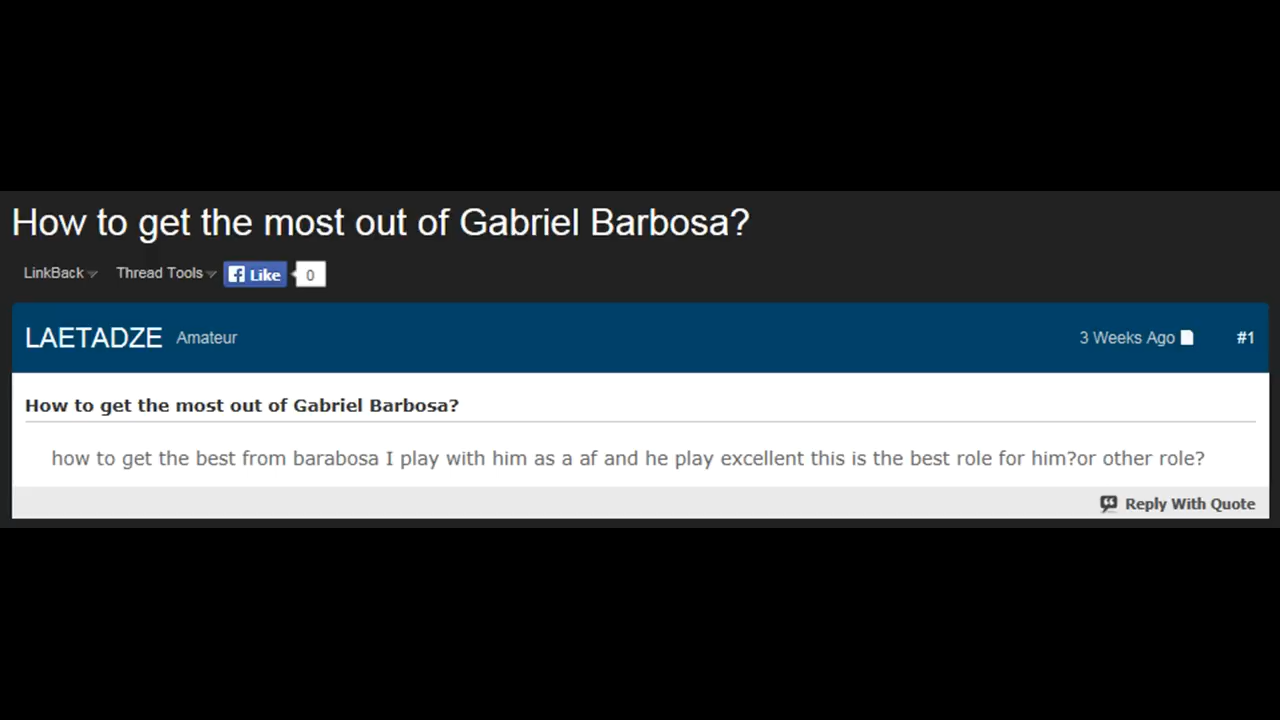 How to get the most out of Gabriel Barbosa?
LinkBack Thread Tools Like 0
LAETADZE Amateur 3 Weeks Ago #1
How to get the most out of Gabriel Barbosa?
how to get the best from barabosa I play with him as a af and he play excellent this is the best role for him?or other role?
Reply With Quote